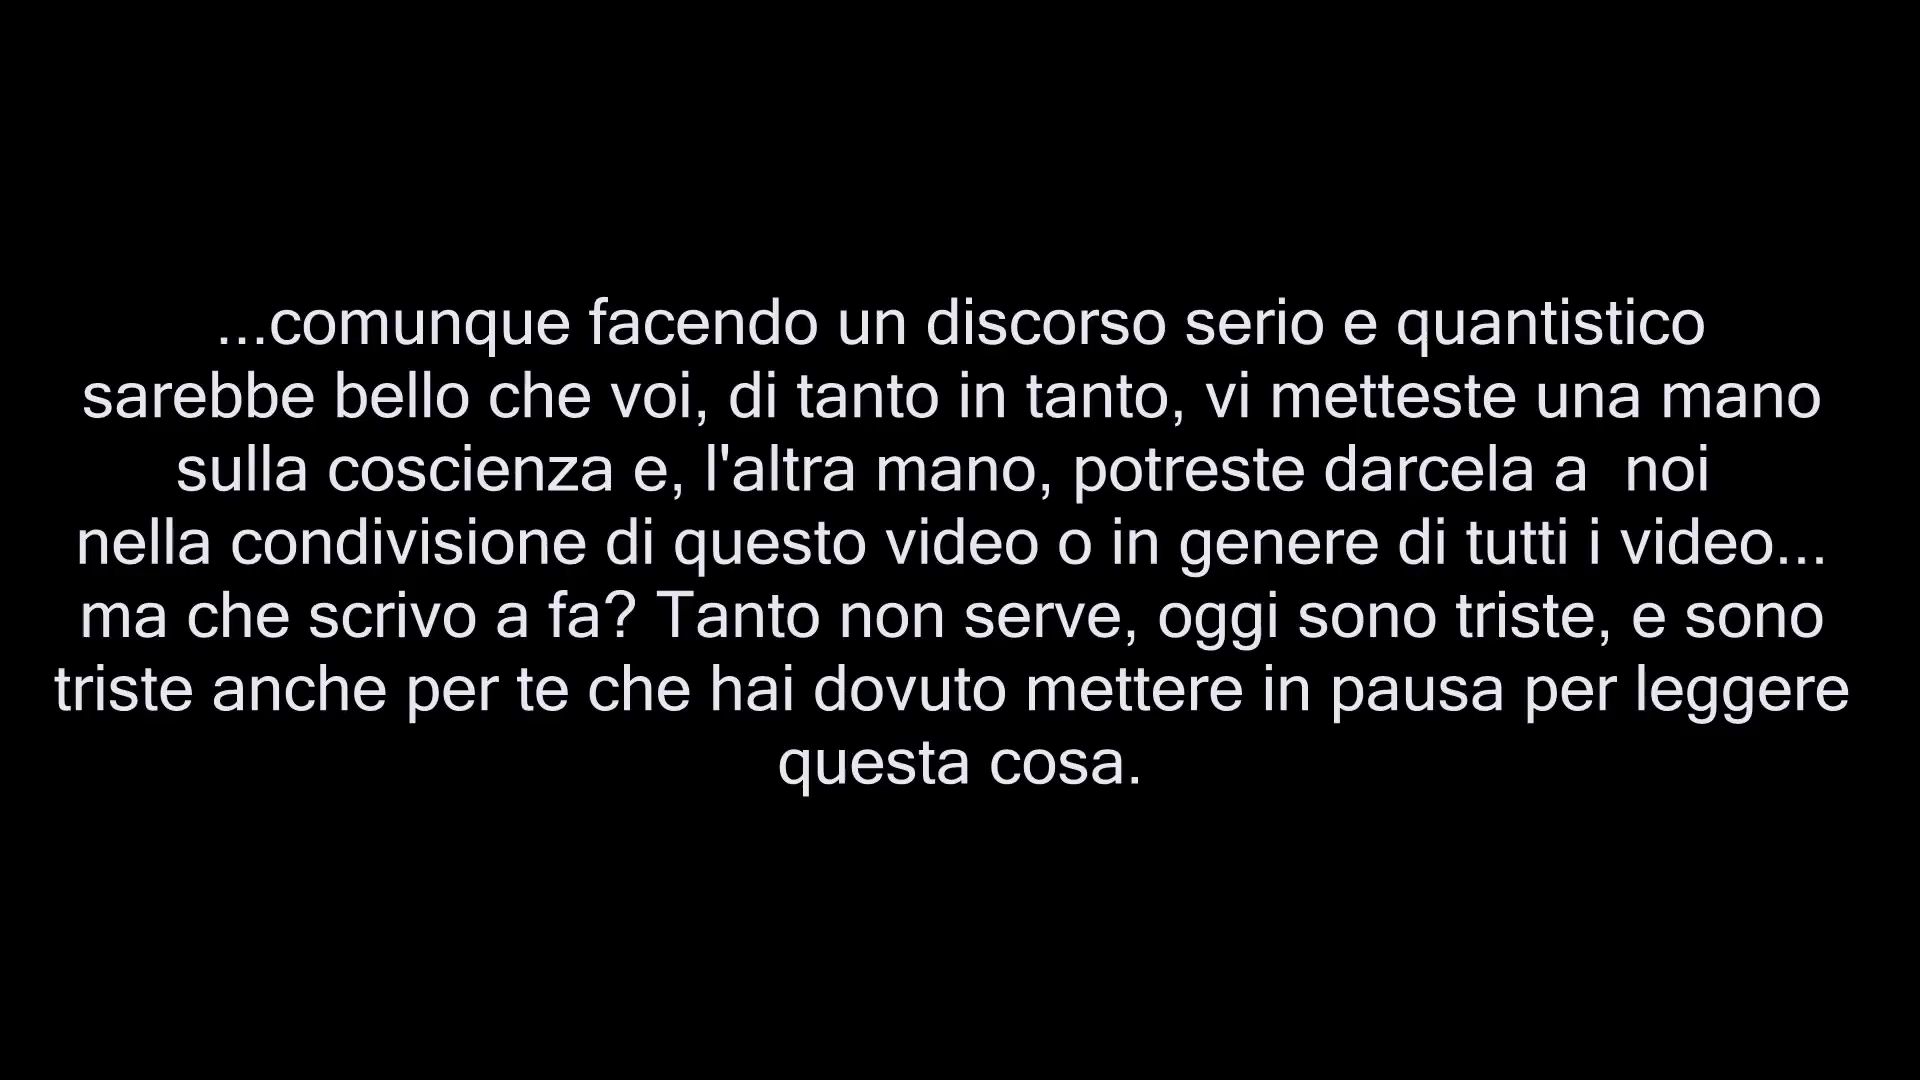 ...comunque facendo un discorso serio e quantistico
sarebbe bello che voi, di tanto in tanto, vi metteste una mano
sulla coscienza e, l'altra mano, potreste darcela a  noi
nella condivisione di questo video o in genere di tutti i video...
ma che scrivo a fa? Tanto non serve, oggi sono triste, e sono
triste anche per te che hai dovuto mettere in pausa per leggere
questa cosa.